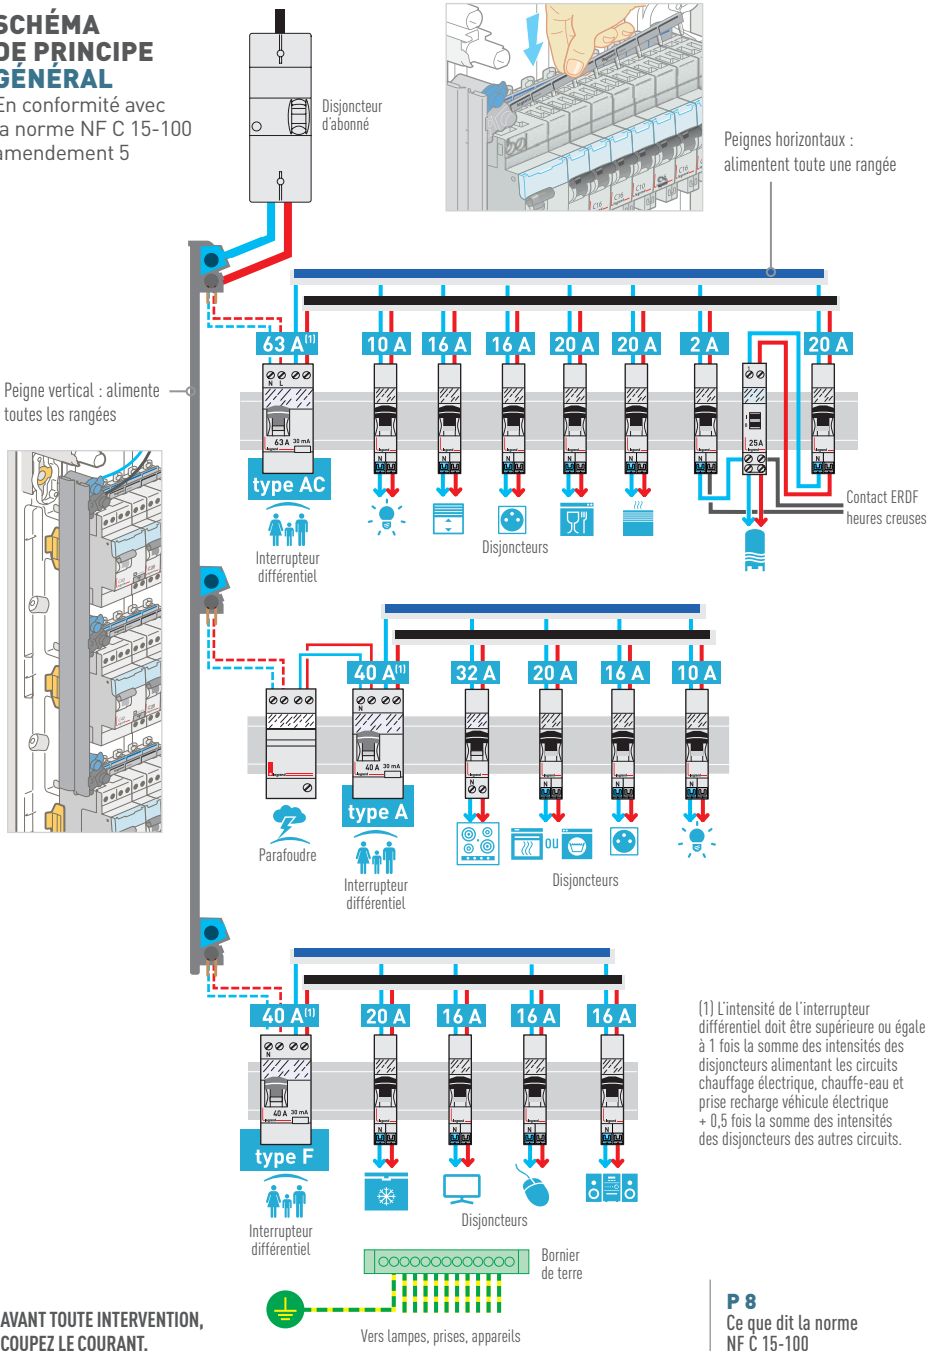 SCHÉMA
DE PRINCIPE
GÉNÉRAL
En conformité avec
la norme NF C 15-100
amendement 5
Disjoncteur
d'abonné
Peignes horizontaux :
alimentent toute une rangée
C16
C16
C10
63 A(1)
10 A
16 A
16 A
20 A
20 A
2 A
20 A
Peigne vertical : alimente
toutes les rangées
N L
63 A 30 mA
legrand
N
N
N
N
N
N
25A
N
type AC
Interrupteur
différentiel
Disjoncteurs
Contact ERDF
heures creuses
40 A(1)
32 A
20 A
16 A
10 A
N
40 A 30 mA
legrand
N
N
N
N
type A
ou
Parafoudre
Interrupteur
différentiel
Disjoncteurs
40 A(1)
20 A
16 A
16 A
16 A
N
40 A 30 mA
legrand
N
N
N
N
type F
Interrupteur
différentiel
Disjoncteurs
(1) L'intensité de l'interrupteur
différentiel doit être supérieure ou égale
à 1 fois la somme des intensités des
disjoncteurs alimentant les circuits
chauffage électrique, chauffe-eau et
prise recharge véhicule électrique
+ 0,5 fois la somme des intensités
des disjoncteurs des autres circuits.
Bornier
de terre
Vers lampes, prises, appareils
AVANT TOUTE INTERVENTION,
COUPEZ LE COURANT.
P 8
Ce que dit la norme
NF C 15-100